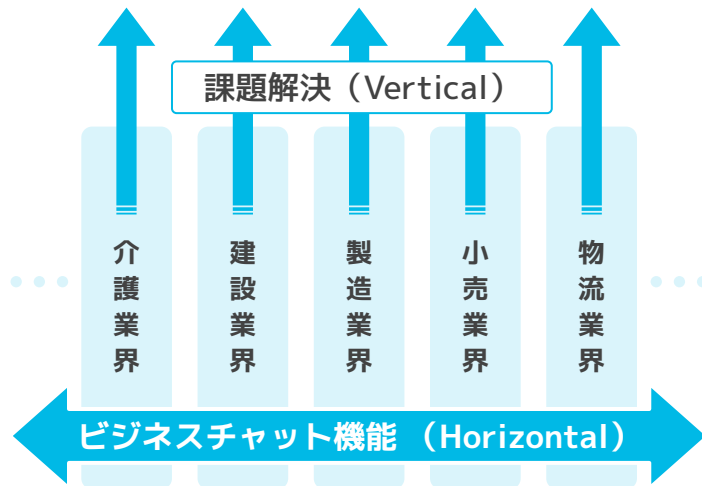 課題解決（Vertical）
介護業界
建設業界
製造業界
小売業界
物流業界
ビジネスチャット機能 （Horizontal）